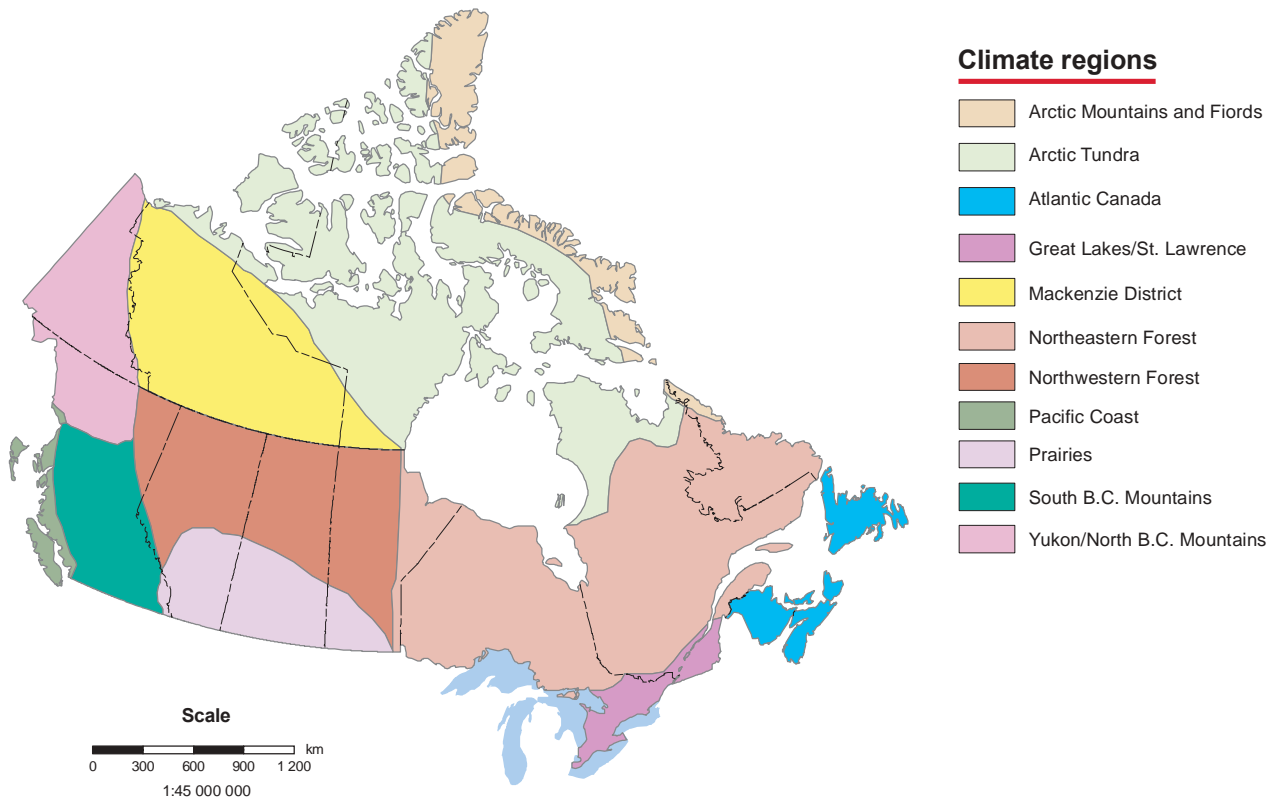 Climate regions
Arctic Mountains and Fiords
Arctic Tundra
Atlantic Canada
Great Lakes/St. Lawrence
Mackenzie District
Northeastern Forest
Northwestern Forest
Pacific Coast
Prairies
South B.C. Mountains
Yukon/North B.C. Mountains
Scale
km
0 300 600 900 1 200
1:45 000 000